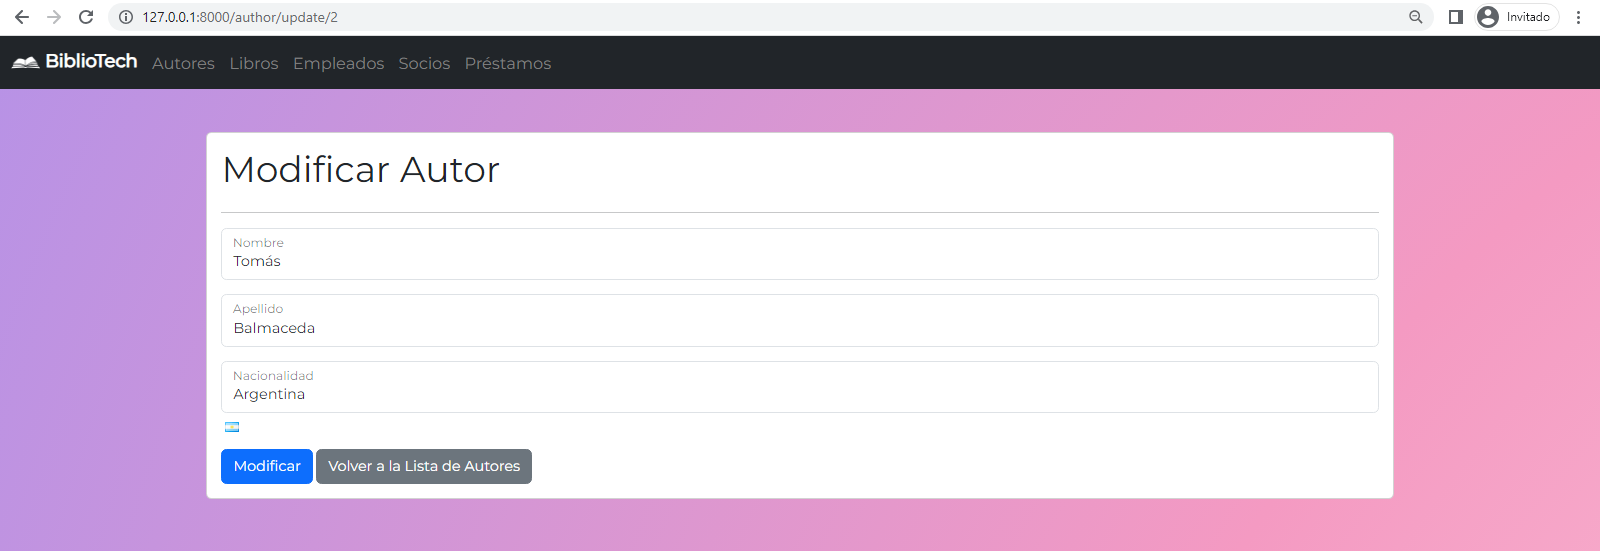 127.0.0.1:8000/author/update/2
Invitado
BiblioTech Autores Libros Empleados Socios Préstamos
Modificar Autor
Nombre
Tomás
Apellido
Balmaceda
Nacionalidad
Argentina
Modificar Volver a la Lista de Autores